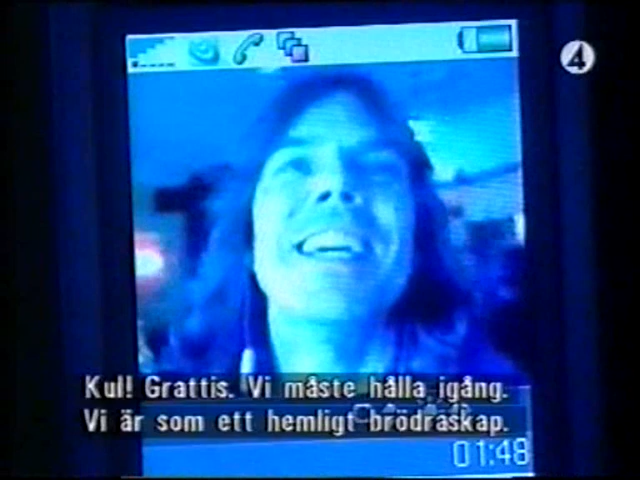 4
Kul! Grattis. Vi måste hålla igång.
Vi är som ett hemligt brödraskap.
01:48